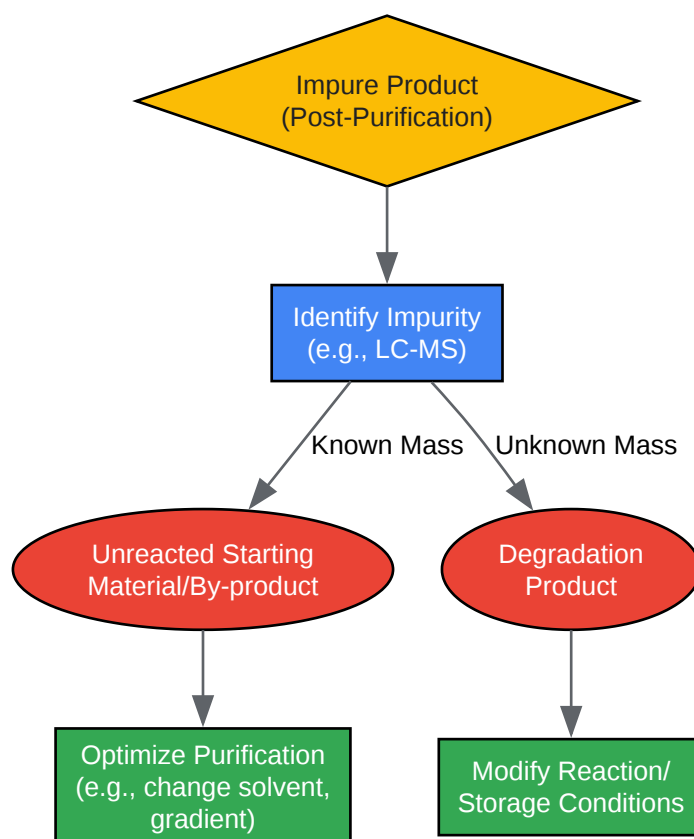 Impure Product
(Post-Purification)
Identify Impurity
(e.g., LC-MS)
Known Mass
Unknown Mass
Unreacted Starting
Material/By-product
Degradation
Product
Optimize Purification
(e.g., change solvent,
gradient)
Modify Reaction/
Storage Conditions